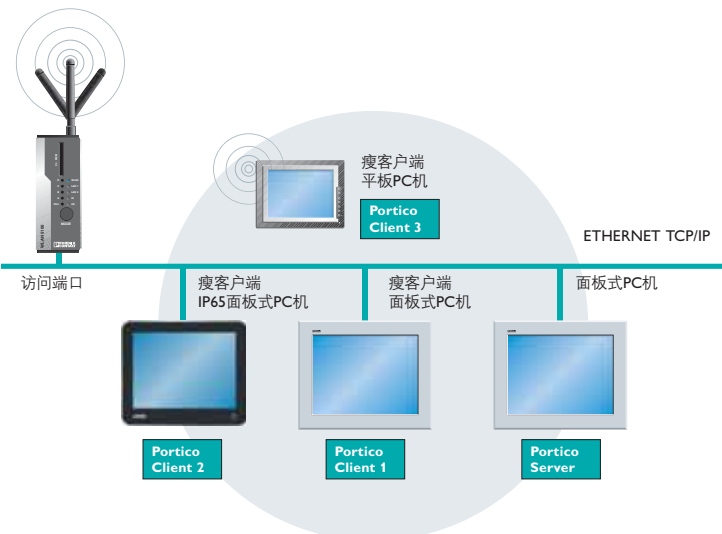 瘦客户端
平板PC机
Portico
Client 3
ETHERNET TCP/IP
访问端口
瘦客户端
IP65面板式PC机
瘦客户端
面板式PC机
面板式PC机
Portico
Client 2
Portico
Client 1
Portico
Server